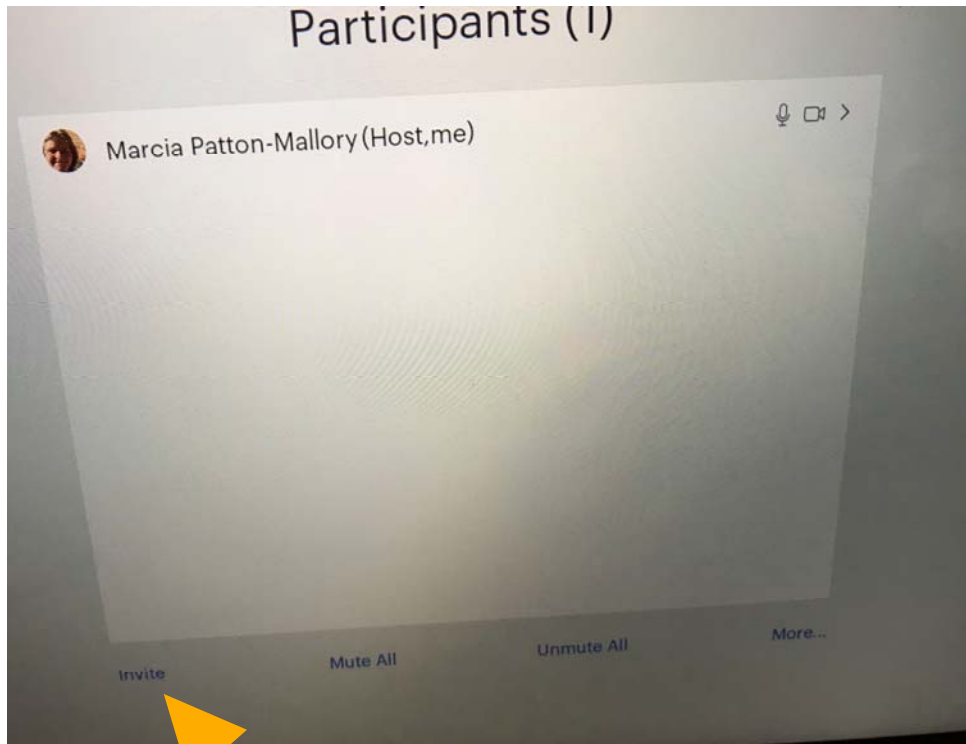 Participants (1)
Marcia Patton-Mallory (Host,me)
Invite Mute All Unmute All More...